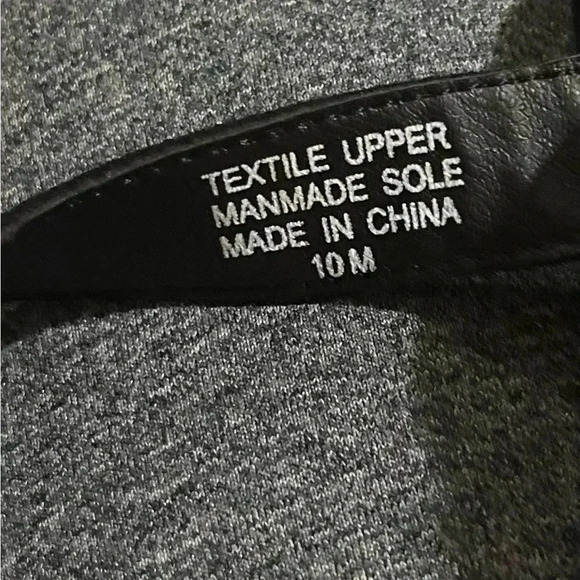 TEXTILE UPPER
MANMADE SOLE
MADE IN CHINA
10 M